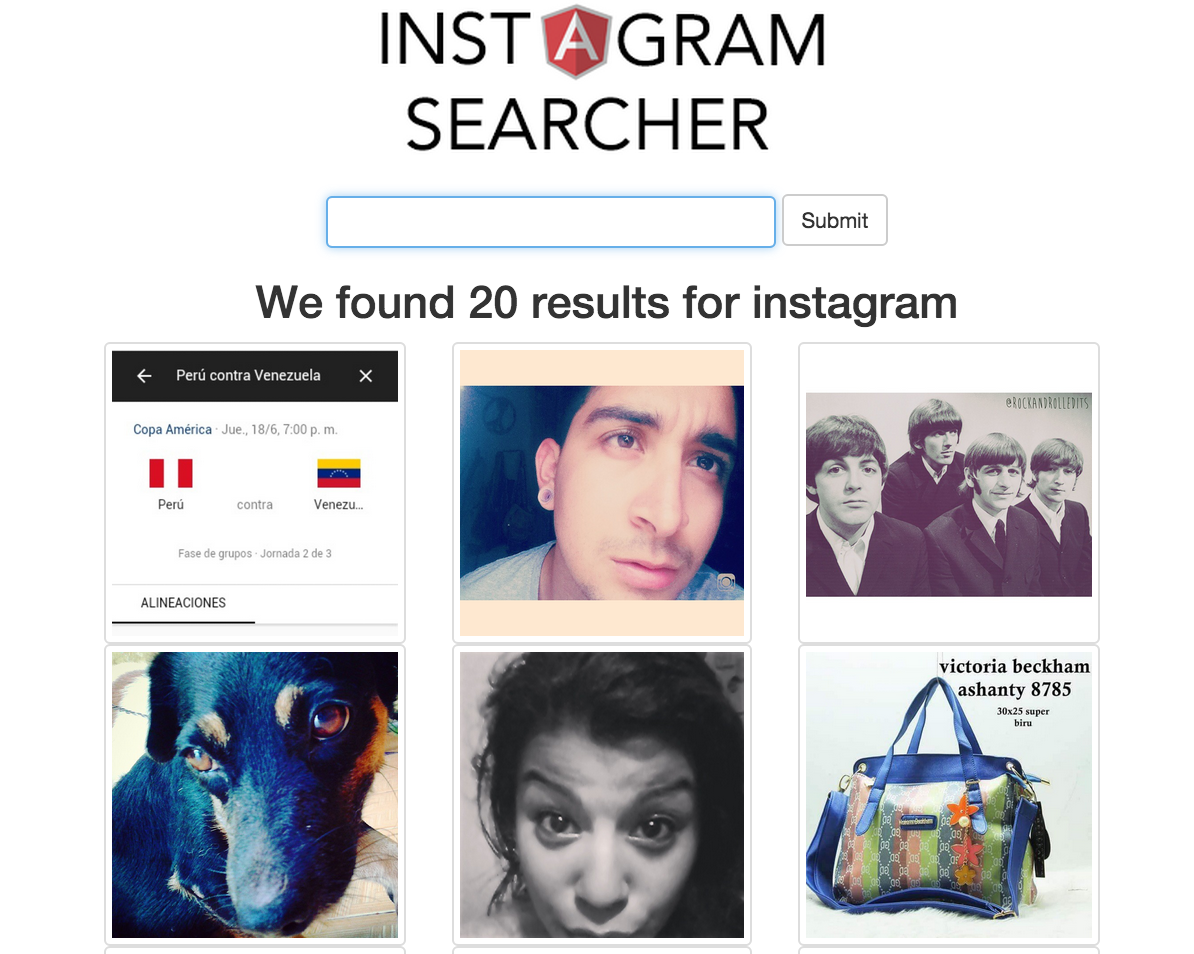 INSTAGRAM
SEARCHER
Submit
We found 20 results for instagram
Perú contra Venezuela
Copa América · Jue., 18/6, 7:00 p. m.
Perú contra Venezu...
Fase de grupos · Jornada 2 de 3
ALINEACIONES
@ROCKANDROLLEDITS
victoria beckham
ashanty 8785
30x25 super
biru